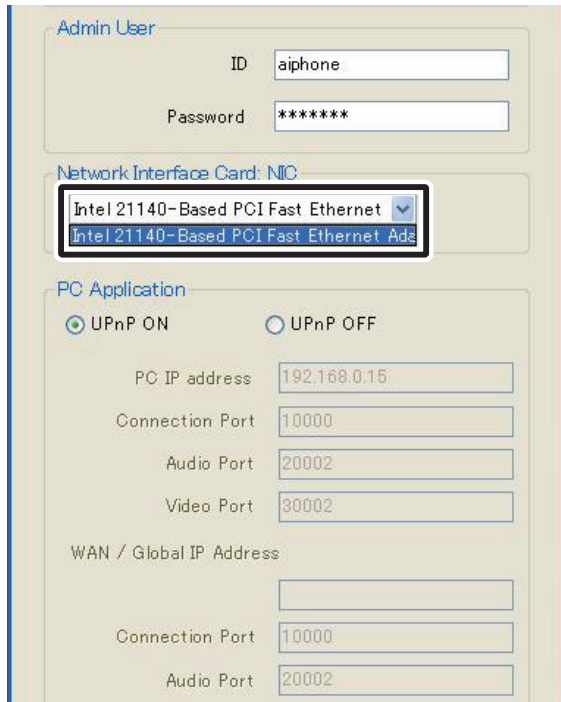 Admin User
ID aiphone
Password *******
Network Interface Card: NIC
Intel 21140-Based PCI Fast Ethernet
Intel 21140-Based PCI Fast Ethernet Ada
PC Application
UPnP ON UPnP OFF
PC IP address 192.168.0.15
Connection Port 10000
Audio Port 20002
Video Port 30002
WAN / Global IP Address
Connection Port 10000
Audio Port 20002